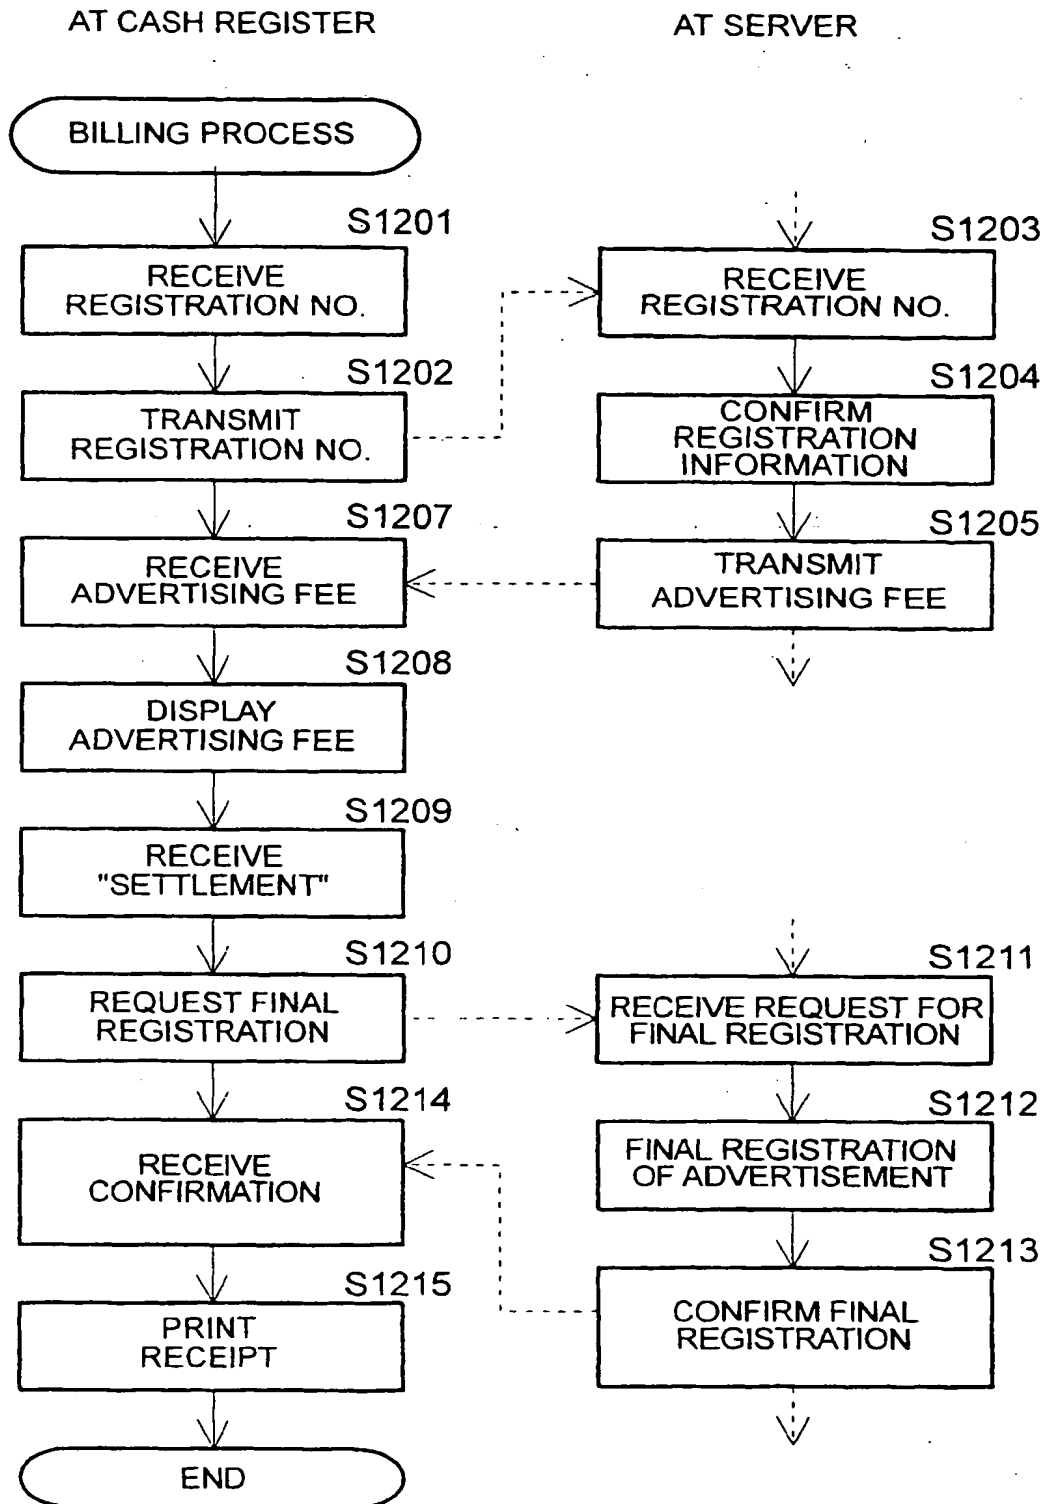 AT CASH REGISTER
AT SERVER
BILLING PROCESS
S1201
RECEIVE
REGISTRATION NO.
S1203
RECEIVE
REGISTRATION NO.
S1202
TRANSMIT
REGISTRATION NO.
S1204
CONFIRM
REGISTRATION
INFORMATION
S1207
RECEIVE
ADVERTISING FEE
S1205
TRANSMIT
ADVERTISING FEE
S1208
DISPLAY
ADVERTISING FEE
S1209
RECEIVE
"SETTLEMENT"
S1210
REQUEST FINAL
REGISTRATION
S1211
RECEIVE REQUEST FOR
FINAL REGISTRATION
S1214
RECEIVE
CONFIRMATION
S1212
FINAL REGISTRATION
OF ADVERTISEMENT
S1213
CONFIRM FINAL
REGISTRATION
S1215
PRINT
RECEIPT
END